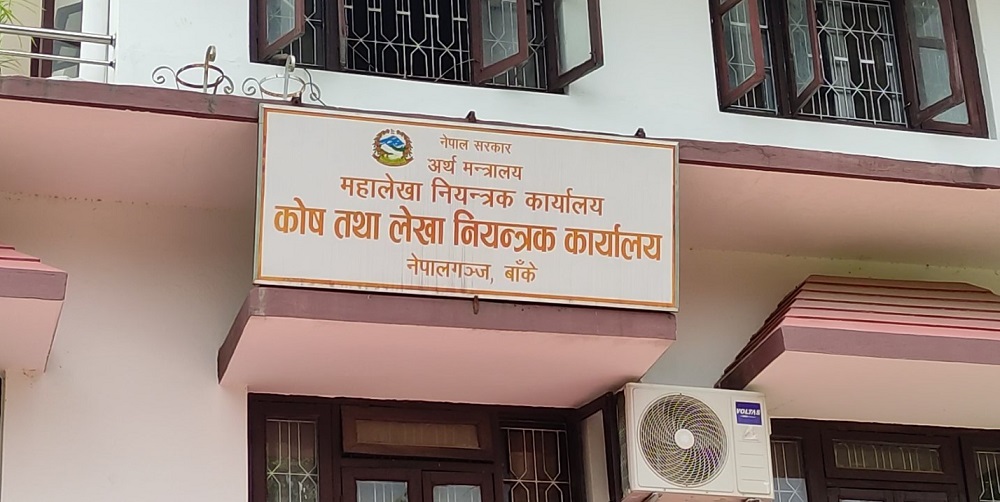 नेपाल सरकार
अर्थ मन्त्रालय
महालेखा नियन्त्रक कार्यालय
कोष तथा लेखा नियन्त्रक कार्यालय
नेपालगञ्ज, बाँके
VOLTAS